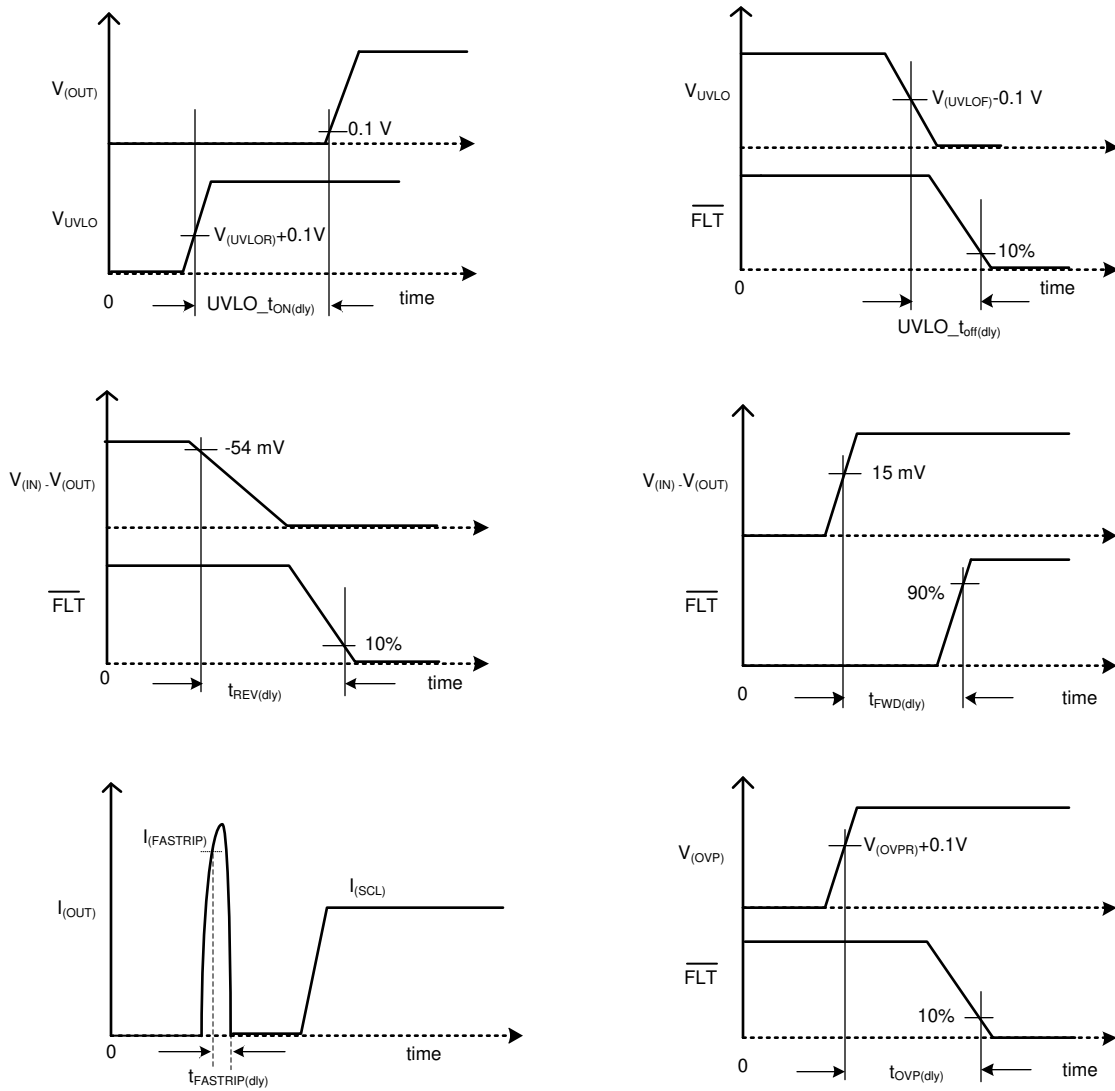 V(OUT)
0.1 V
VUVLO
V(UVLOR)+0.1V
0
UVLO_tON(dly)
time
VUVLO
V(UVLOF)-0.1 V
FLT
10%
0
time
UVLO_toff(dly)
V(IN) -V(OUT)
-54 mV
FLT
10%
0
tREV(dly)
time
V(IN) -V(OUT)
15 mV
FLT
90%
0
tFWD(dly)
time
I(FASTRIP)
I(SCL)
I(OUT)
0
time
tFASTRIP(dly)
V(OVP)
V(OVPR)+0.1V
FLT
10%
0
tOVP(dly)
time